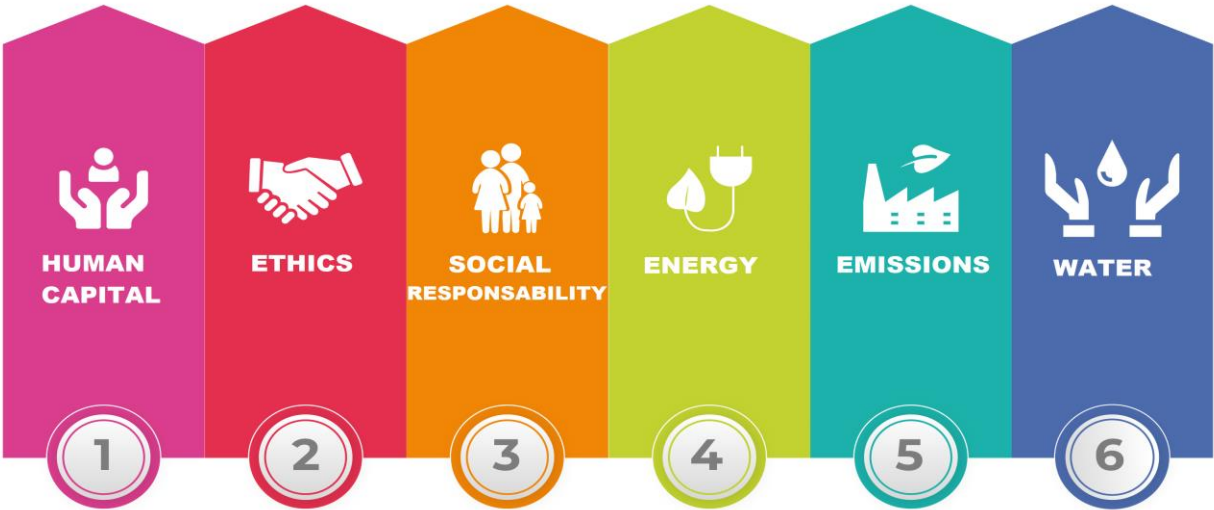 HUMAN
CAPITAL
ETHICS
SOCIAL
RESPONSABILITY
ENERGY
EMISSIONS
WATER
1
2
3
4
5
6